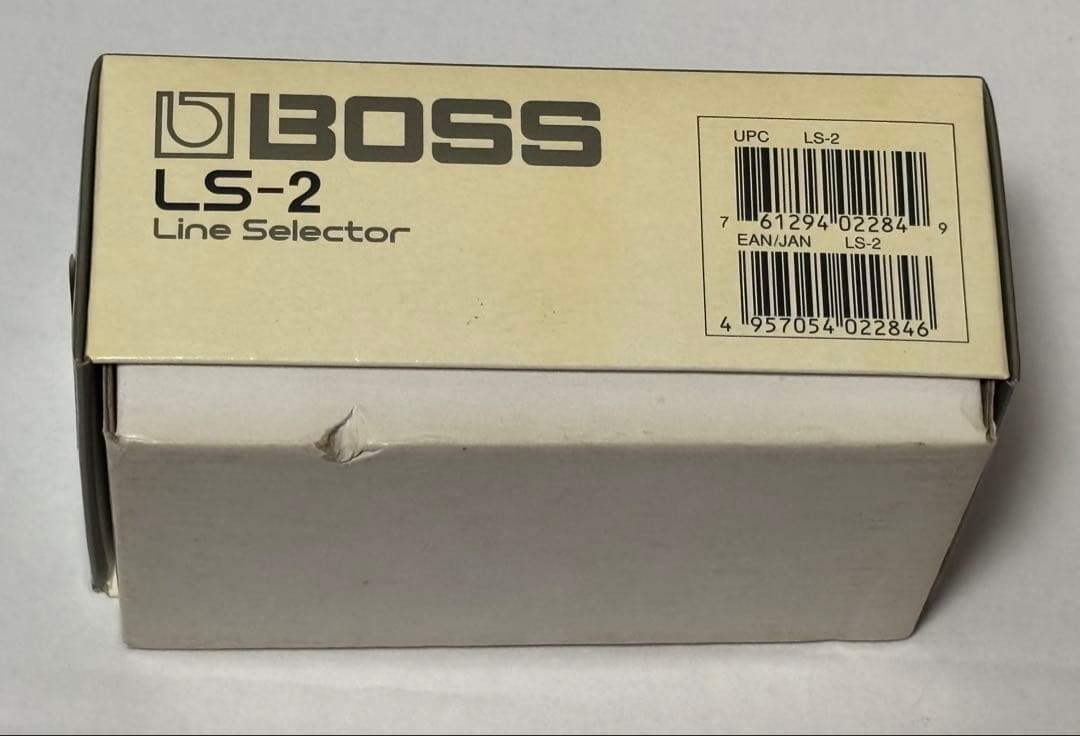 BOSS
LS-2
Line Selector
UPC LS-2
7 61294 02284 9
EAN/JAN LS-2
4 957054 022846